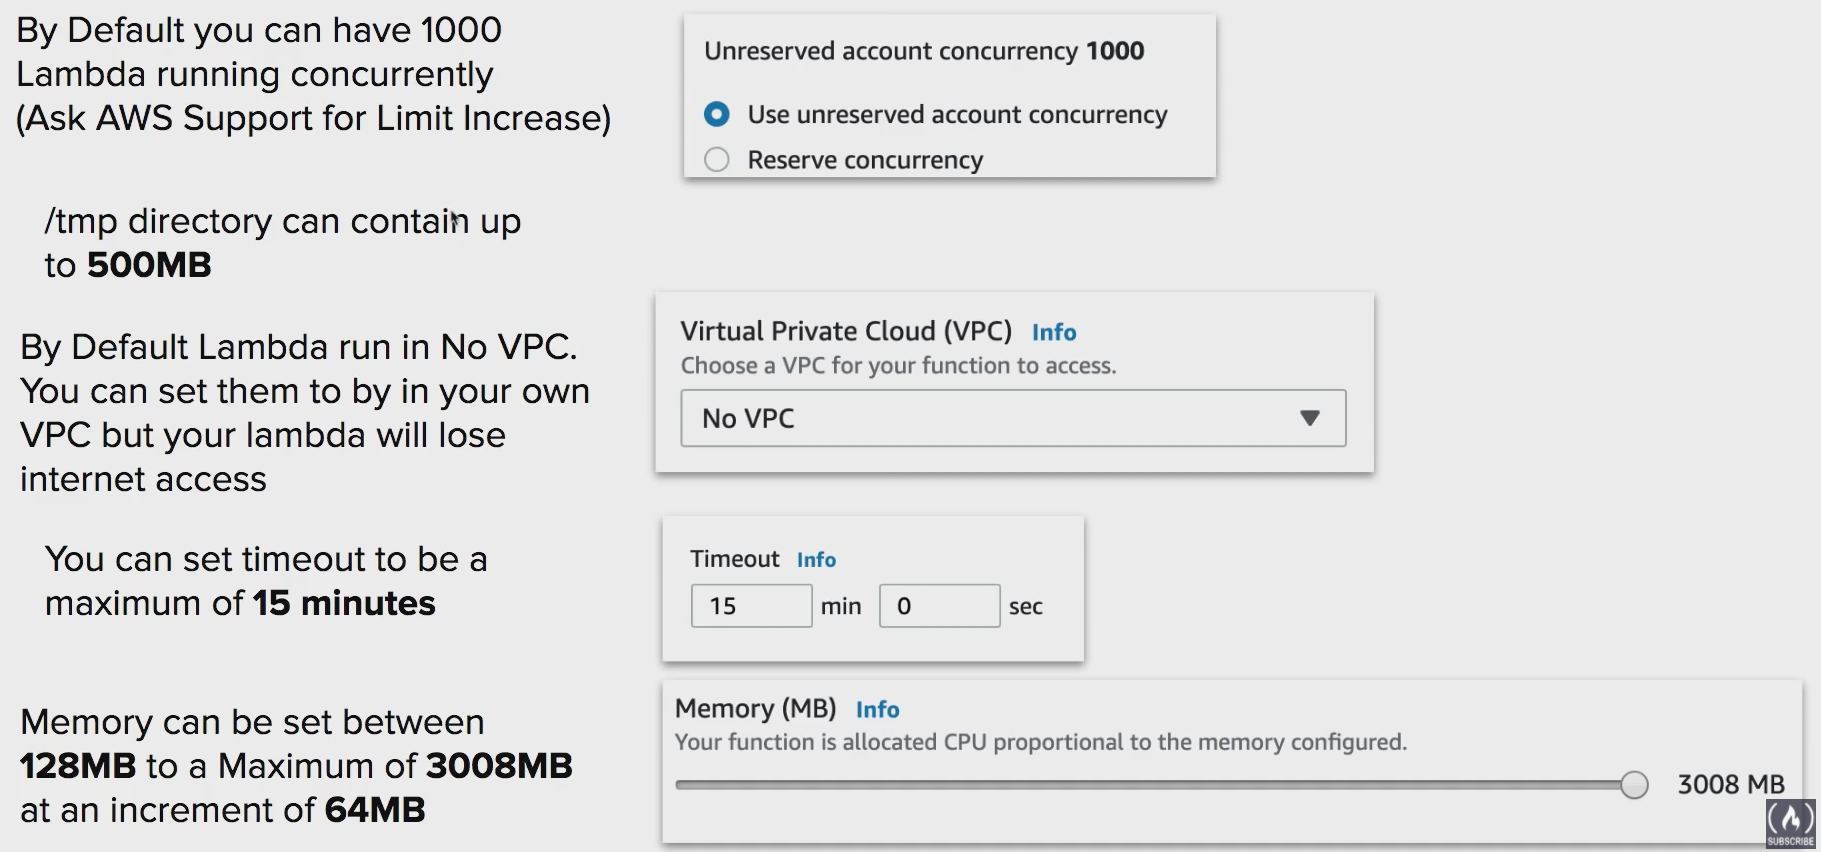 By Default you can have 1000
Lambda running concurrently
(Ask AWS Support for Limit Increase)
Unreserved account concurrency 1000
Use unreserved account concurrency
Reserve concurrency
/tmp directory can contain up
to 500MB
By Default Lambda run in No VPC.
You can set them to by in your own
VPC but your lambda will lose
internet access
Virtual Private Cloud (VPC) Info
Choose a VPC for your function to access.
No VPC
You can set timeout to be a
maximum of 15 minutes
Timeout Info
15 min 0 sec
Memory can be set between
128MB to a Maximum of 3008MB
at an increment of 64MB
Memory (MB) Info
Your function is allocated CPU proportional to the memory configured.
3008 MB
SUBSCRIBE